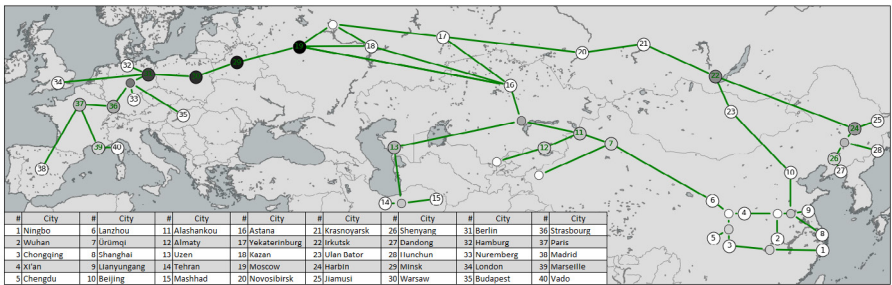 34 32 33 35 37 36 39 40 38 19 18 17 16 20 21 22 23 24 25 26 27 28 13 12 11 7 14 15 10 6 4 5 3 2 9 8 1
# City # City # City # City # City # City # City # City
1 Ningbo 6 Lanzhou 11 Alashankou 16 Astana 21 Krasnoyarsk 26 Shenyang 31 Berlin 36 Strasbourg
2 Wuhan 7 Ürümqi 12 Almaty 17 Yekaterinburg 22 Irkutsk 27 Dandong 32 Hamburg 37 Paris
3 Chongqing 8 Shanghai 13 Uzen 18 Kazan 23 Ulan Bator 28 Hunchun 33 Nuremberg 38 Madrid
4 Xi'an 9 Lianyungang 14 Tehran 19 Moscow 24 Harbin 29 Minsk 34 London 39 Marseille
5 Chengdu 10 Beijing 15 Mashhad 20 Novosibirsk 25 Jiamusi 30 Warsaw 35 Budapest 40 Vado